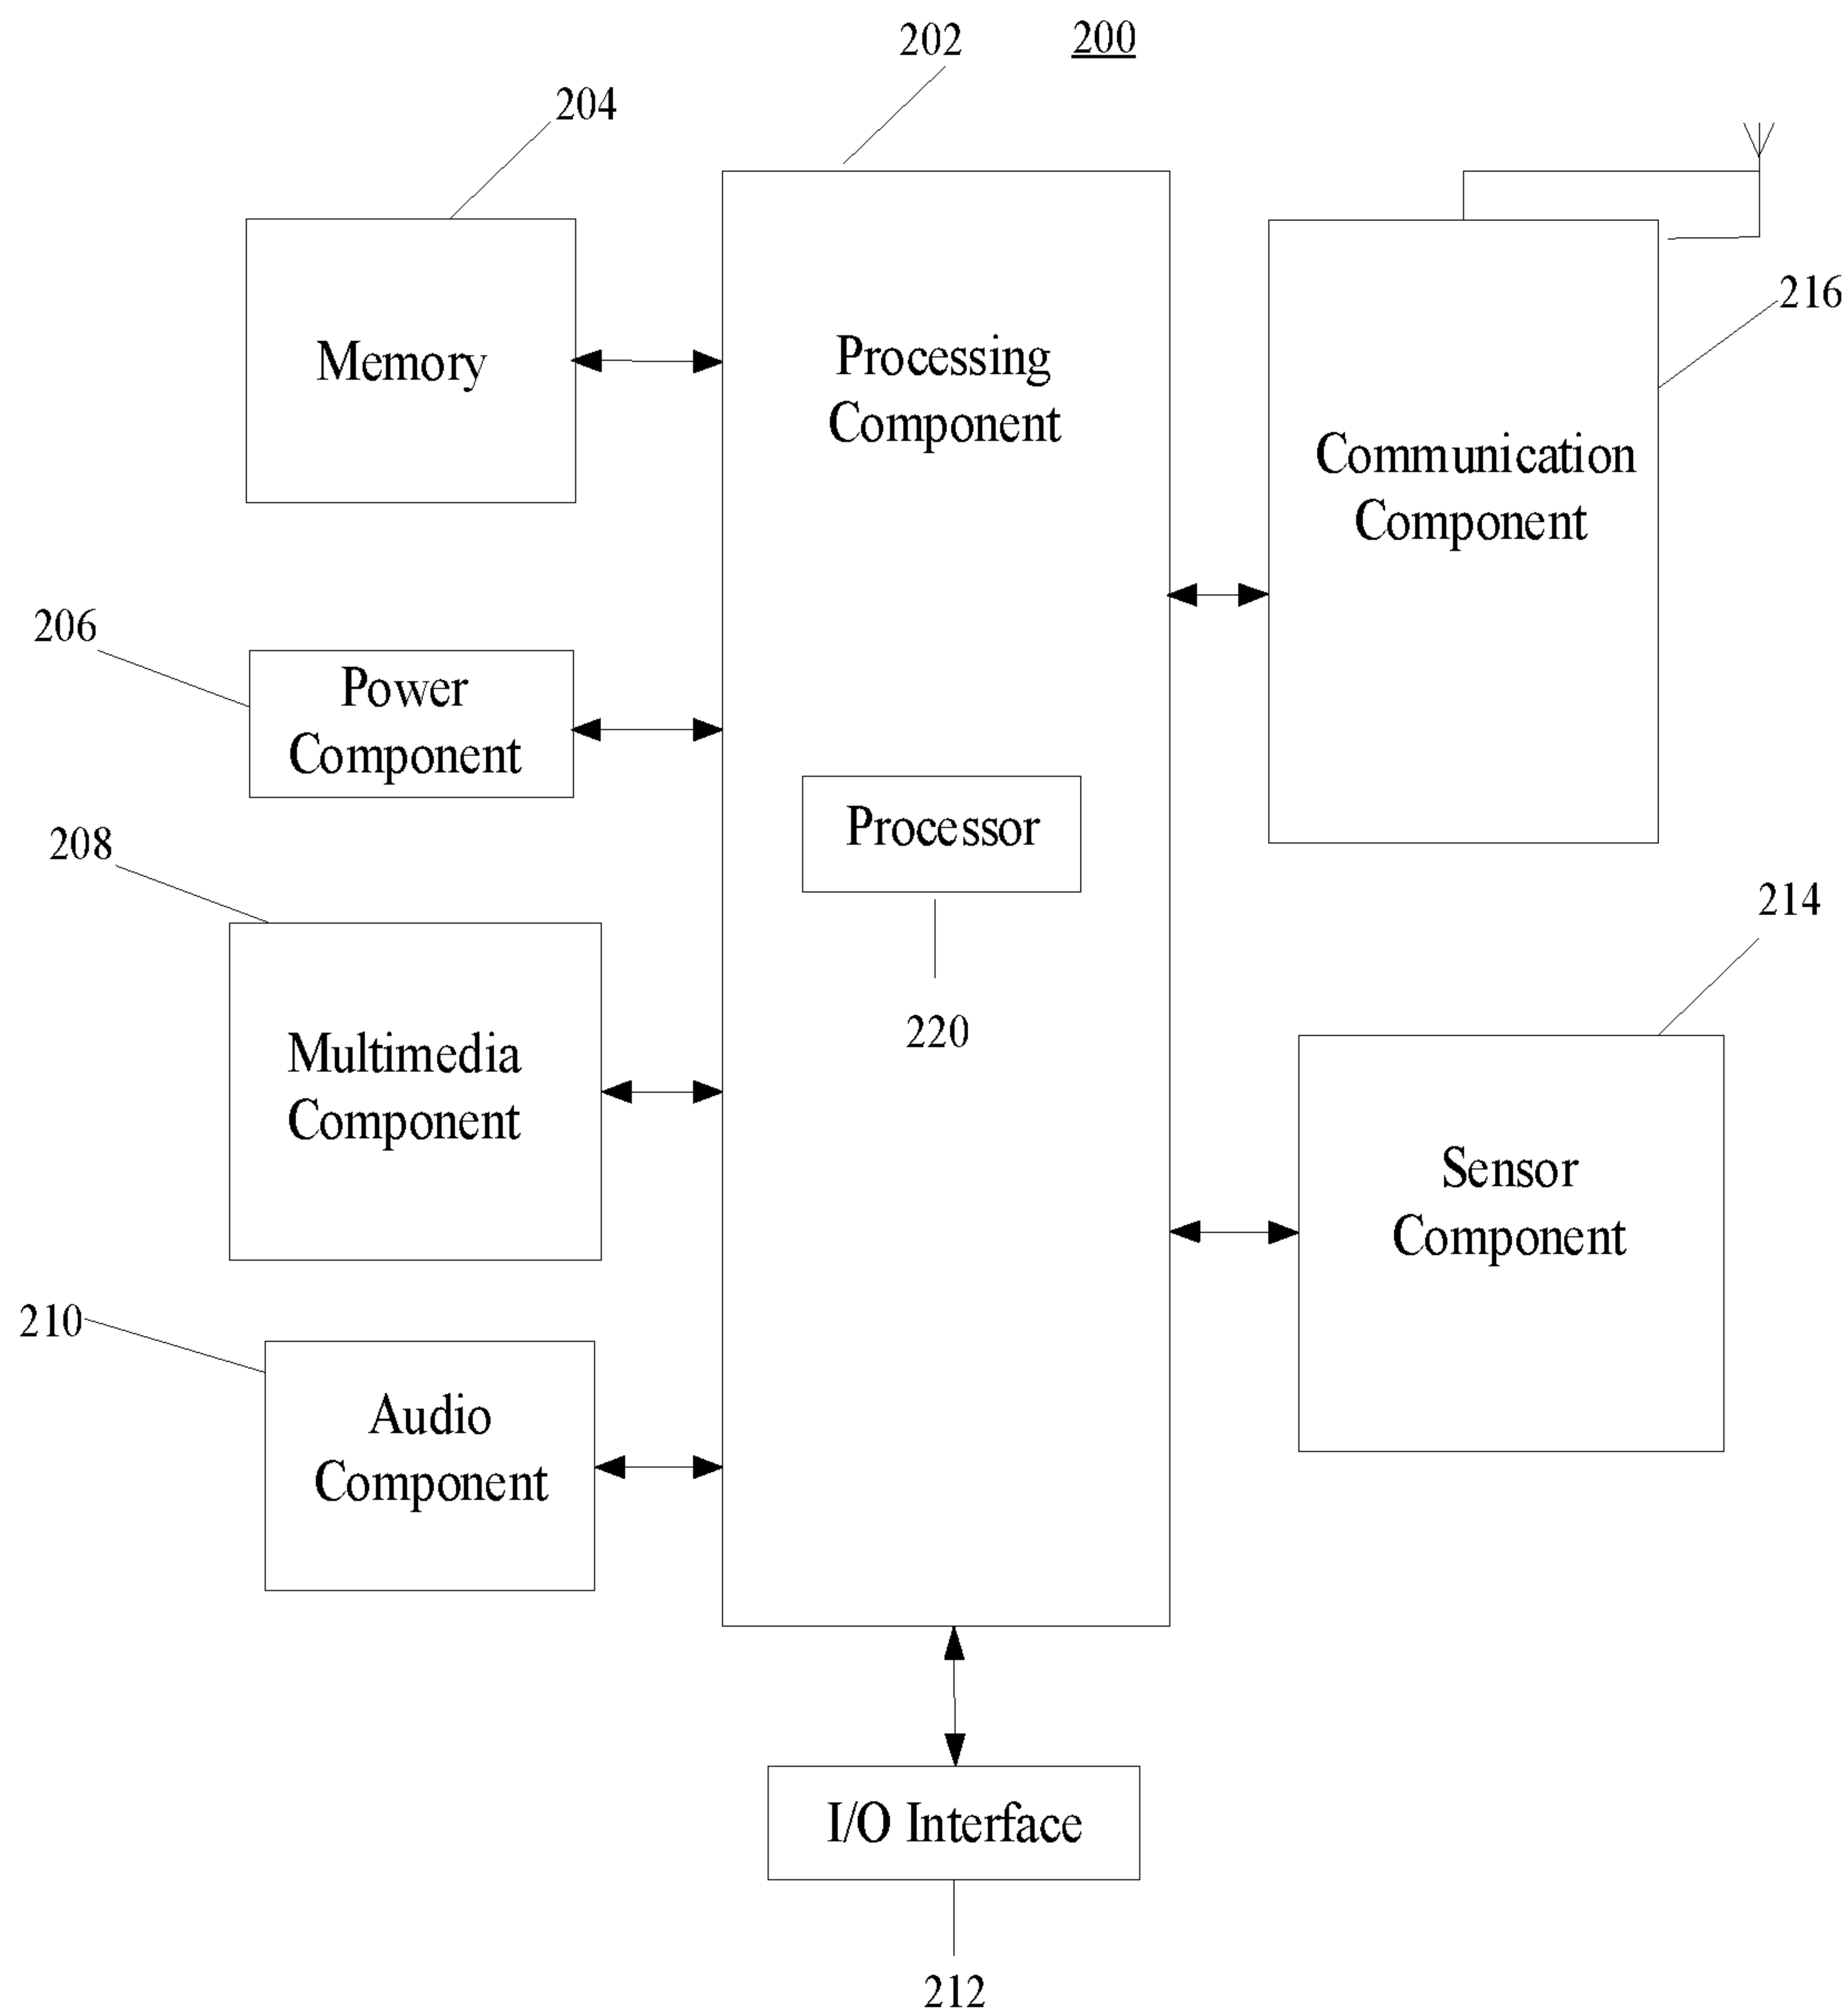 202
200
204
216
Memory
Processing
Component
Communication
Component
206
Power
Component
208
Processor
214
220
Multimedia
Component
Sensor
Component
210
Audio
Component
I/O Interface
212